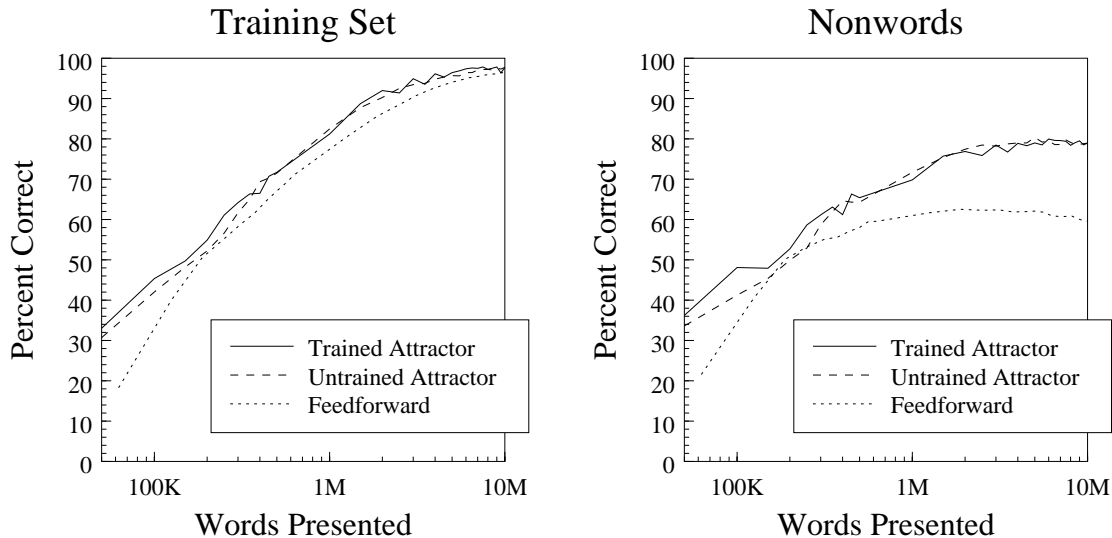 Training Set
100
90
80
70
60
50
40
30
20
10
0
Percent Correct
Trained Attractor
Untrained Attractor
Feedforward
100K 1M 10M
Words Presented
Nonwords
100
90
80
70
60
50
40
30
20
10
0
Percent Correct
Trained Attractor
Untrained Attractor
Feedforward
100K 1M 10M
Words Presented